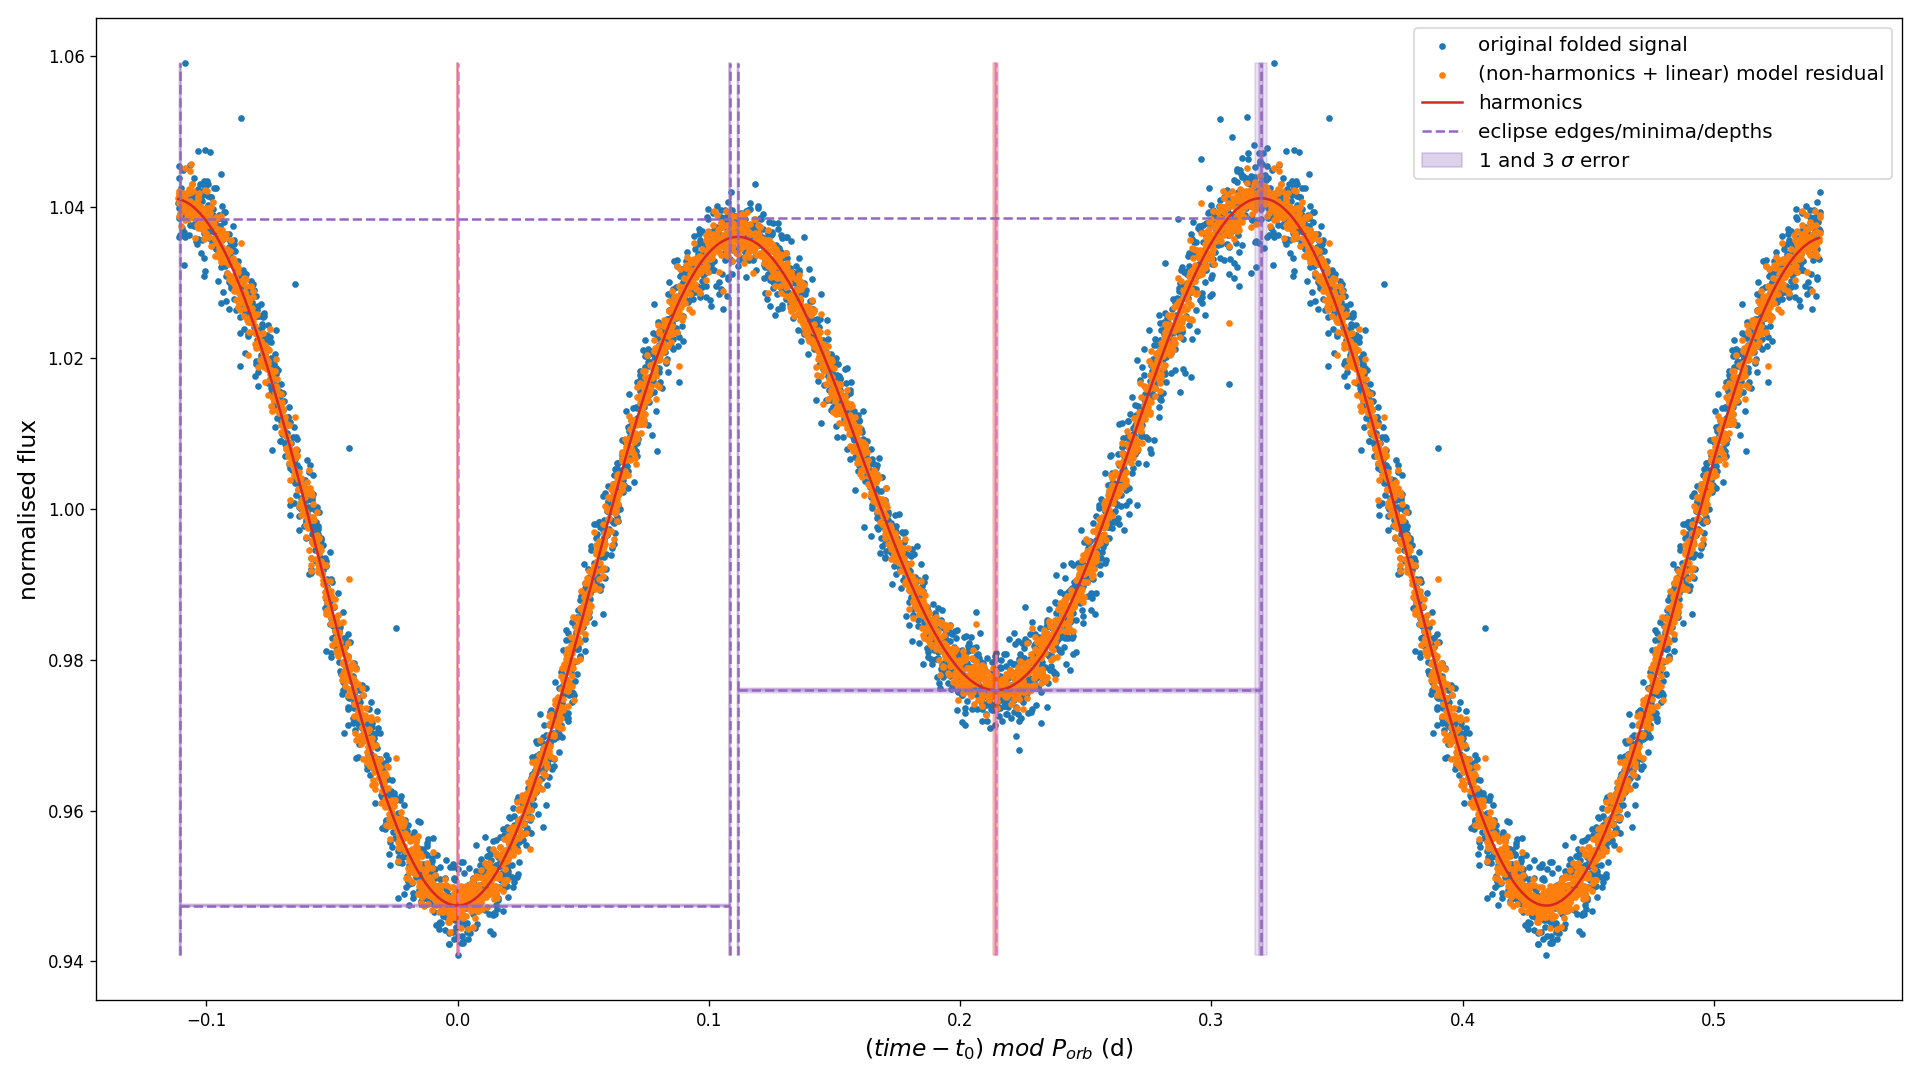 original folded signal
(non-harmonics + linear) model residual
harmonics
eclipse edges/minima/depths
1 and 3 σ error
normalised flux
1.06
1.04
1.02
1.00
0.98
0.96
0.94
−0.1
0.0
0.1
0.2
0.3
0.4
0.5
(time − t₀) mod Pₒᵣb (d)